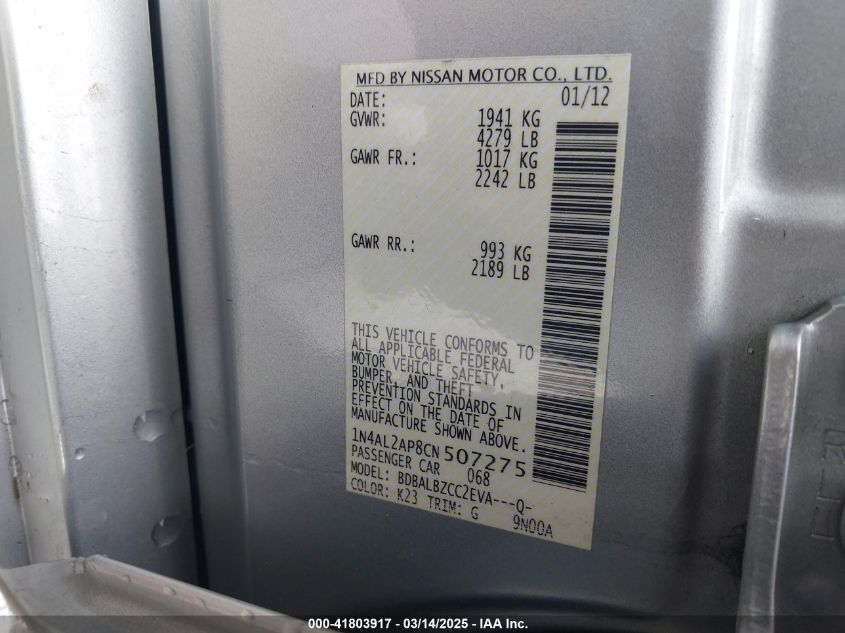 MFD BY NISSAN MOTOR CO., LTD.
DATE: 01/12
GVWR: 1941 KG
4279 LB
GAWR FR.: 1017 KG
2242 LB
GAWR RR.: 993 KG
2189 LB
THIS VEHICLE CONFORMS TO
ALL APPLICABLE FEDERAL
MOTOR VEHICLE SAFETY,
BUMPER, AND THEFT
PREVENTION STANDARDS IN
EFFECT ON THE DATE OF
MANUFACTURE SHOWN ABOVE.
1N4AL2AP8CN507275
PASSENGER CAR 068
MODEL: BDBALBZCC2EVA---Q-
COLOR: K23 TRIM: G 9N00A
000-41803917 / 03/14/2025 - IAA Inc.